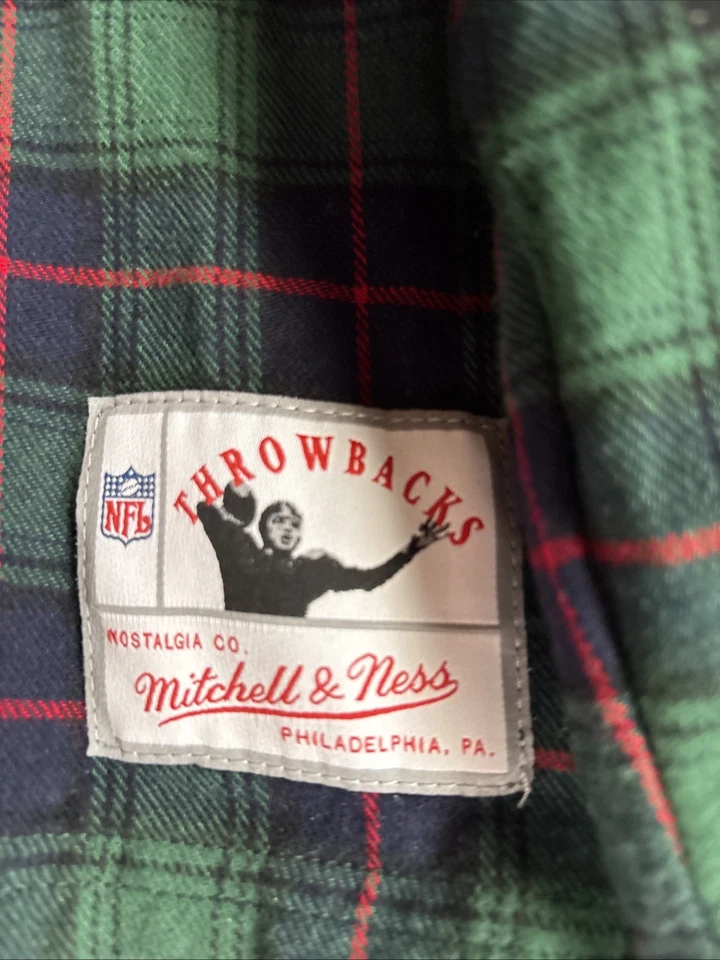 THROWBACKS
NFL
NOSTALGIA CO.
Mitchell & Ness
PHILADELPHIA, PA.